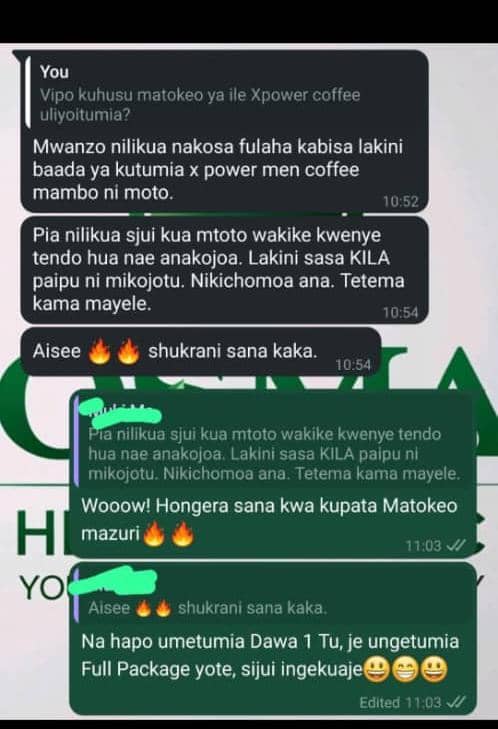 You
Vipo kuhusu matokeo ya ile Xpower coffee
uliyoitumia?
Mwanzo nilikua nakosa fulaha kabisa lakini
baada ya kutumia x power men coffee
mambo ni moto.
10:52
Pia nilikua sjui kua mtoto wakike kwenye
tendo hua nae anakojoa. Lakini sasa KILA
paipu ni mikojotu. Nikichomoa ana. Tetema
kama mayele.
10:54
Aisee 🔥🔥 shukrani sana kaka.
10:54
Pia nilikua sjui kua mtoto wakike kwenye tendo
hua nae anakojoa. Lakini sasa KILA paipu ni
mikojotu. Nikichomoa ana. Tetema kama mayele.
Wooow! Hongera sana kwa kupata Matokeo
mazuri🔥🔥
11:03
Aisee 🔥🔥 shukrani sana kaka.
Na hapo umetumia Dawa 1 Tu, je ungetumia
Full Package yote, sijui ingekuaje😃😁😃
Edited 11:03